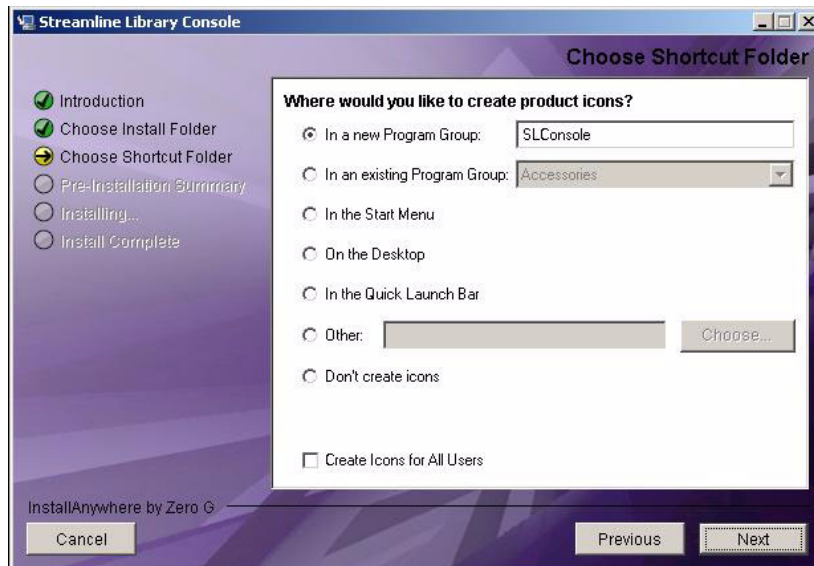 Streamline Library Console
Choose Shortcut Folder
Introduction
Choose Install Folder
Choose Shortcut Folder
Pre-Installation Summary
Installing...
Install Complete
Where would you like to create product icons?
In a new Program Group: SLConsole
In an existing Program Group: Accessories
In the Start Menu
On the Desktop
In the Quick Launch Bar
Other: Choose...
Don't create icons
Create Icons for All Users
InstallAnywhere by Zero G
Cancel Previous Next